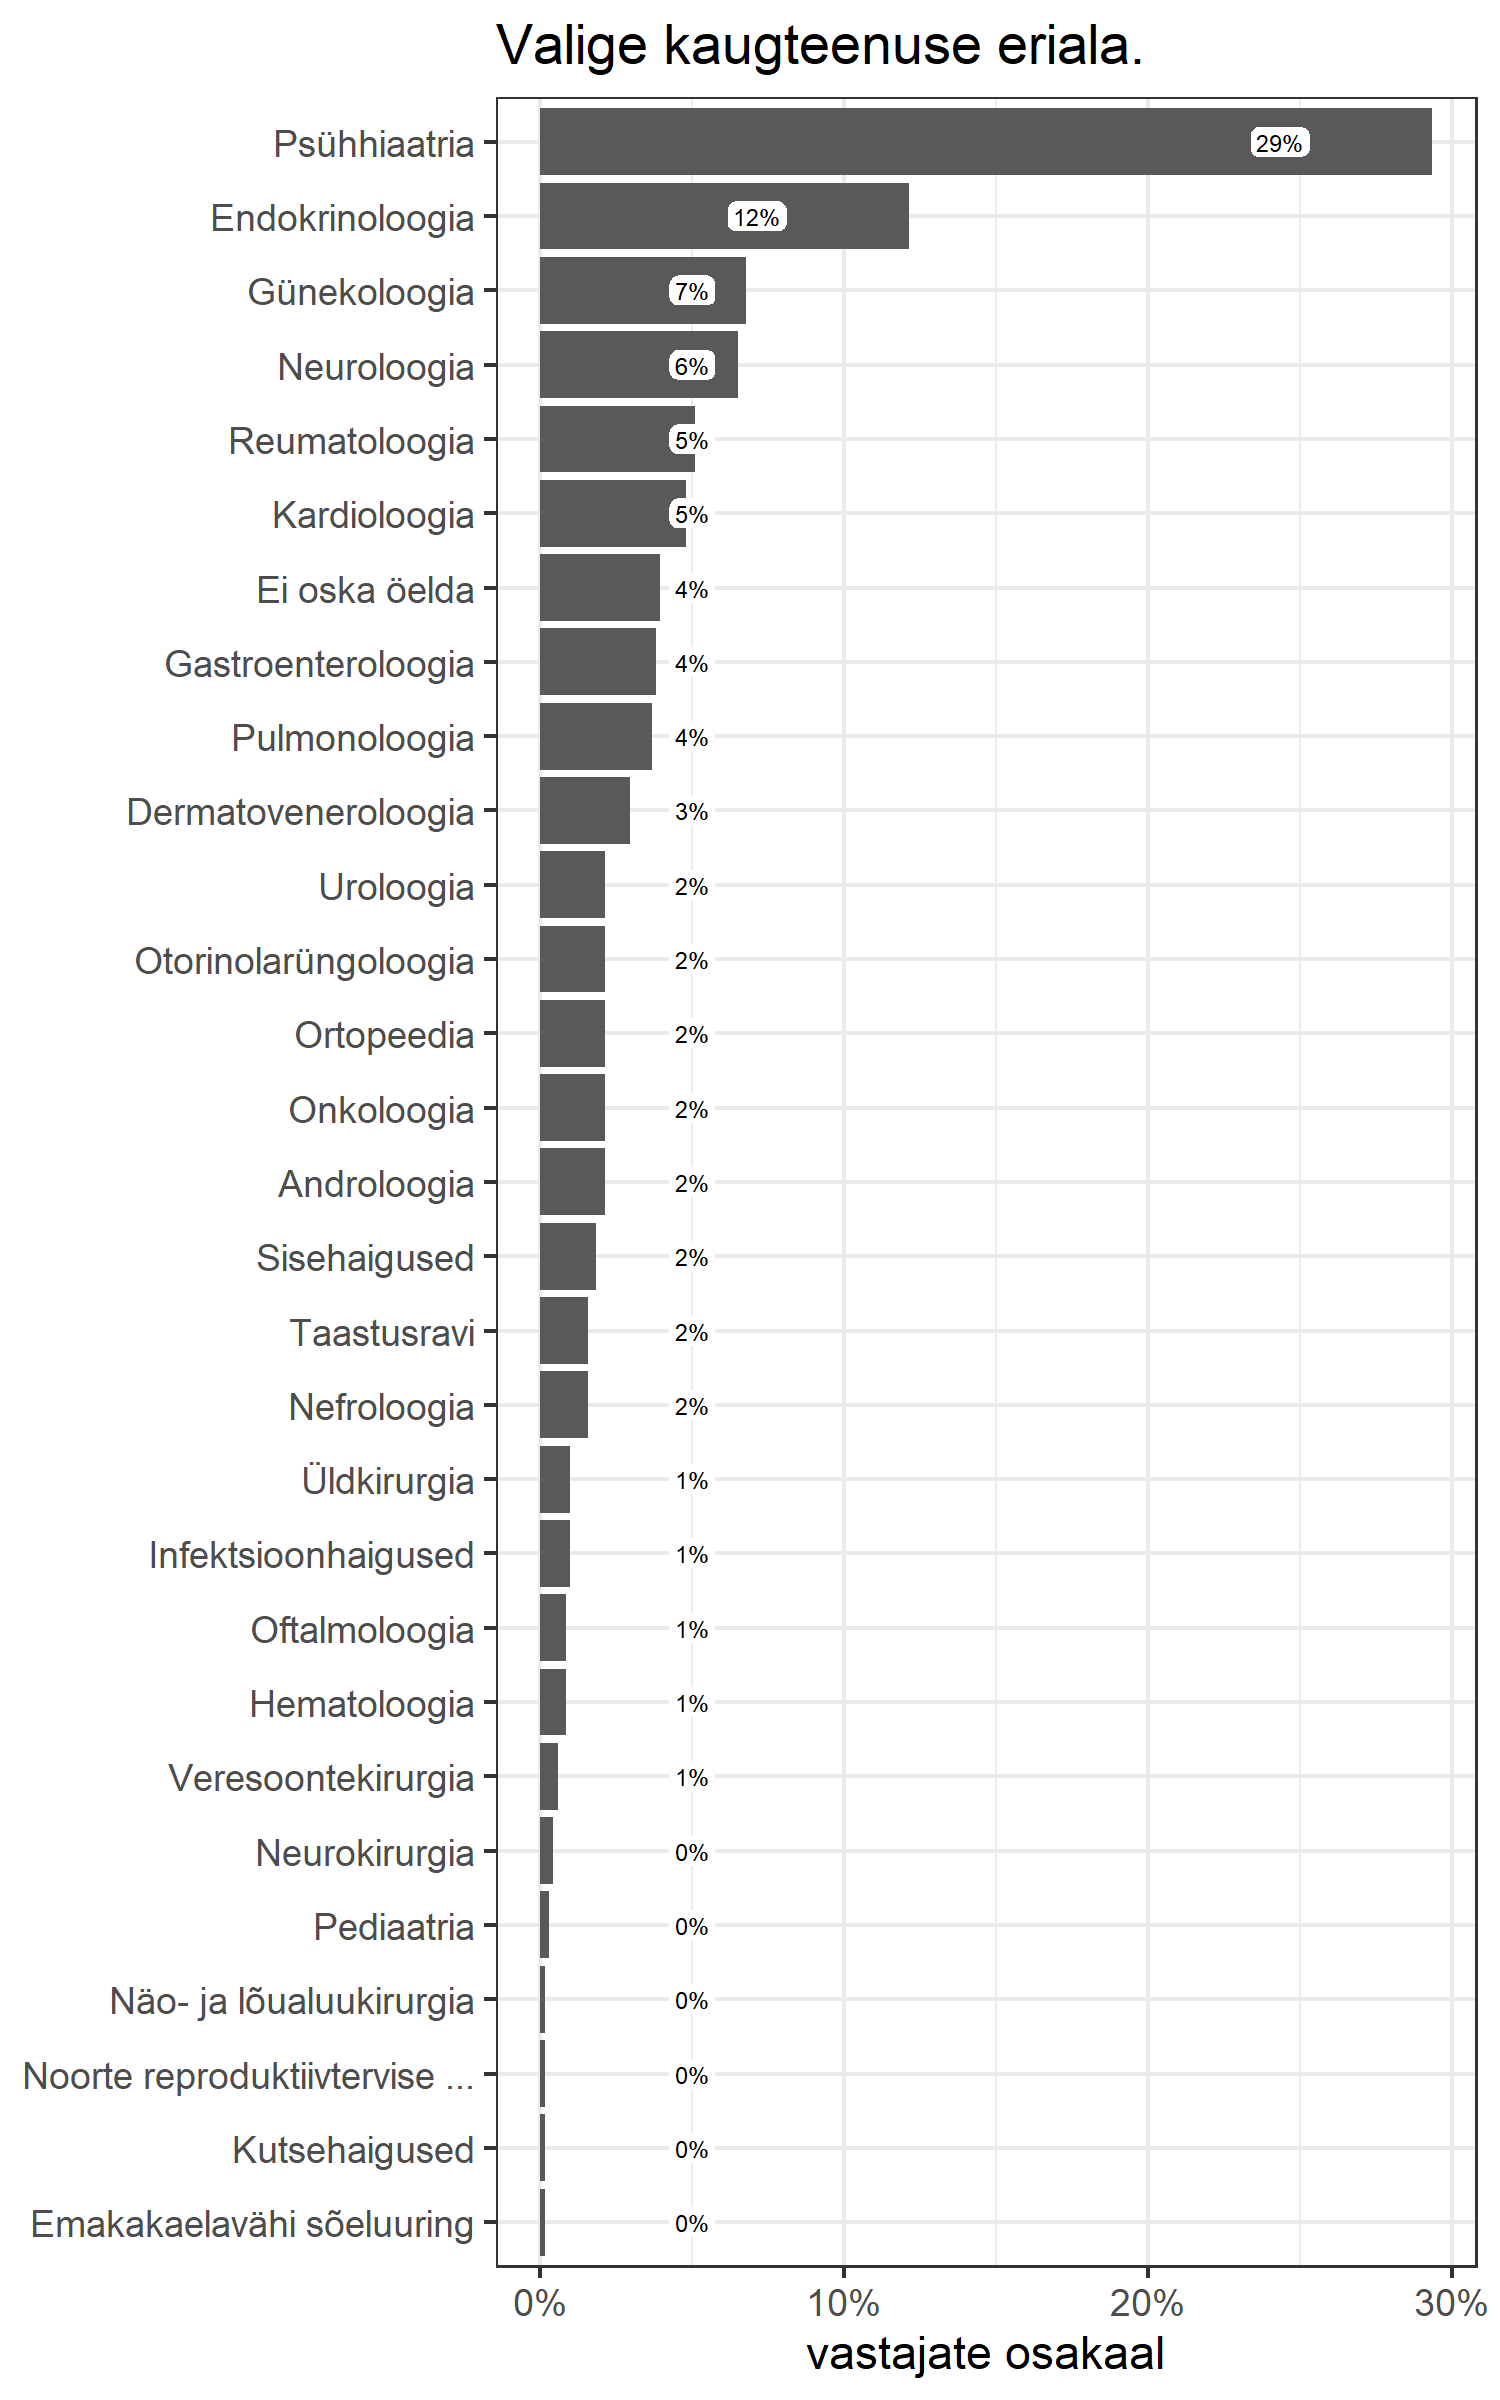 Valige kaugteenuse eriala.
Psühhiaatria 29%
Endokrinoloogia 12%
Günekoloogia 7%
Neuroloogia 6%
Reumatoloogia 5%
Kardioloogia 5%
Ei oska öelda 4%
Gastroenteroloogia 4%
Pulmonoloogia 4%
Dermatoveneroloogia 3%
Uroloogia 2%
Otorinolarüngoloogia 2%
Ortopeedia 2%
Onkoloogia 2%
Androloogia 2%
Sisehaigused 2%
Taastusravi 2%
Nefroloogia 2%
Üldkirurgia 1%
Infektsioonhaigused 1%
Oftalmoloogia 1%
Hematoloogia 1%
Veresoontekirurgia 1%
Neurokirurgia 0%
Pediaatria 0%
Näo- ja lõualuukirurgia 0%
Noorte reproduktiivtervise ... 0%
Kutsehaigused 0%
Emakakaelavähi sõeluuring 0%
0% 10% 20% 30%
vastajate osakaal